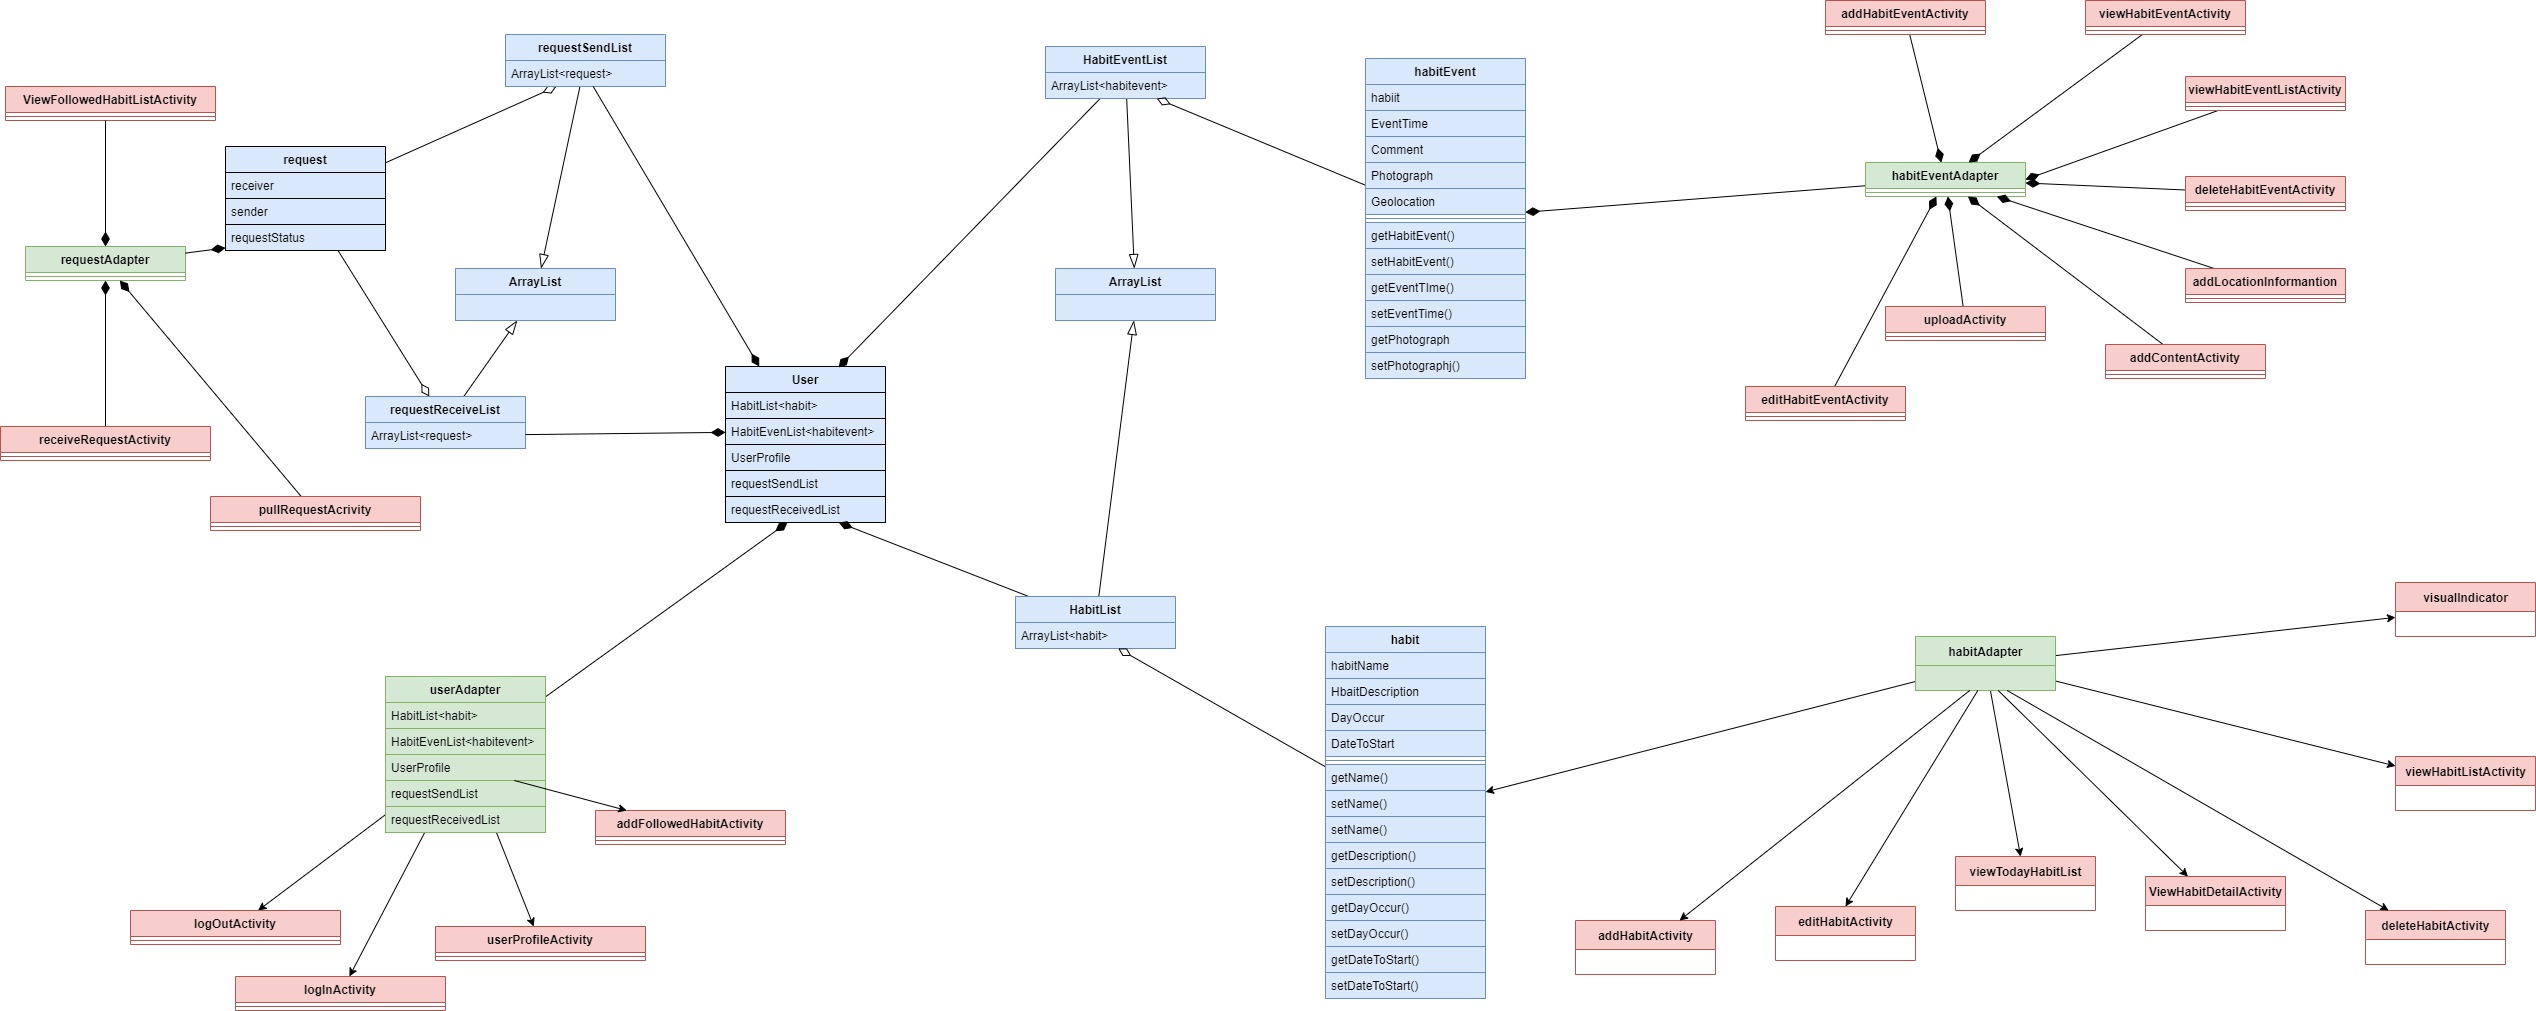 addHabitEventActivity
viewHabitEventActivity
requestSendList
ArrayList<request>
HabitEventList
ArrayList<habitevent>
habitEvent
habiit
EventTime
Comment
Photograph
Geolocation
getHabitEvent()
setHabitEvent()
getEventTIme()
setEventTime()
getPhotograph
setPhotographj()
viewHabitEventListActivity
ViewFollowedHabitListActivity
request
receiver
sender
requestStatus
habitEventAdapter
deleteHabitEventActivity
requestAdapter
ArrayList
ArrayList
addLocationInformantion
uploadActivity
addContentActivity
editHabitEventActivity
User
HabitList<habit>
HabitEvenList<habitevent>
UserProfile
requestSendList
requestReceivedList
requestReceiveList
ArrayList<request>
receiveRequestActivity
pullRequestAcrivity
HabitList
ArrayList<habit>
visualIndicator
habit
habitName
HbaitDescription
DayOccur
DateToStart
getName()
setName()
setName()
getDescription()
setDescription()
getDayOccur()
setDayOccur()
getDateToStart()
setDateToStart()
habitAdapter
userAdapter
HabitList<habit>
HabitEvenList<habitevent>
UserProfile
requestSendList
requestReceivedList
viewHabitListActivity
addFollowedHabitActivity
viewTodayHabitList
ViewHabitDetailActivity
logOutActivity
editHabitActivity
deleteHabitActivity
addHabitActivity
userProfileActivity
logInActivity